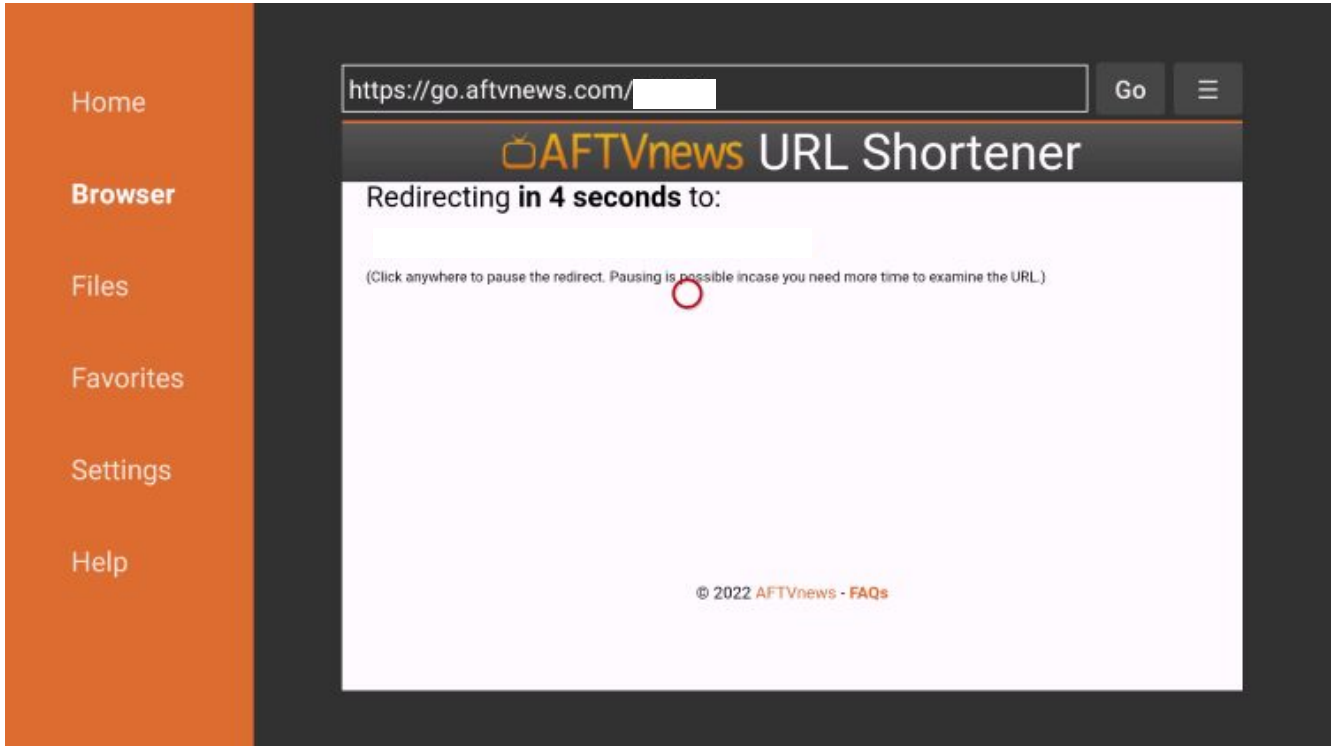 Home
Browser
Files
Favorites
Settings
Help
https://go.aftvnews.com/
Go
AFTVnews URL Shortener
Redirecting in 4 seconds to:
(Click anywhere to pause the redirect. Pausing is possible incase you need more time to examine the URL.)
© 2022 AFTVnews - FAQs